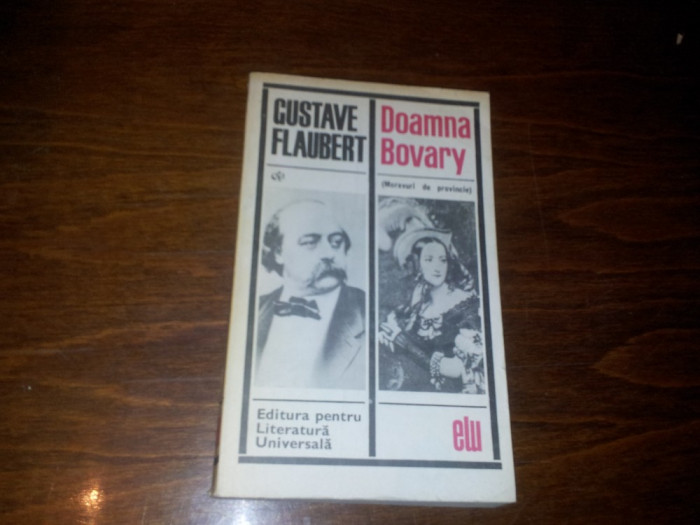 GUSTAVE
FLAUBERT
Doamna
Bovary
(Moravuri de provincie)
Editura pentru
Literatură
Universală
elu